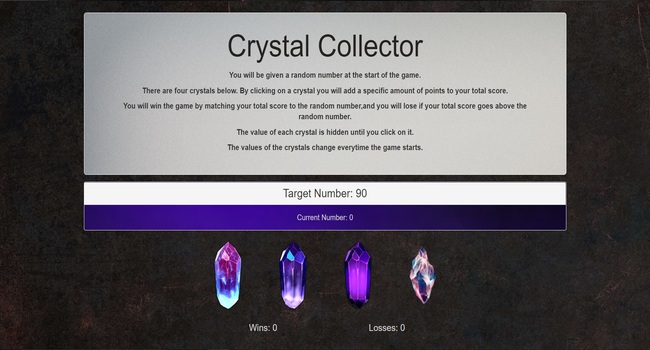 Crystal Collector
You will be given a random number at the start of the game.
There are four crystals below. By clicking on a crystal you will add a specific amount of points to your total score.
You will win the game by matching your total score to the random number,and you will lose if your total score goes above the
random number.
The value of each crystal is hidden until you click on it.
The values of the crystals change everytime the game starts.
Target Number: 90
Current Number: 0
Wins: 0 Losses: 0